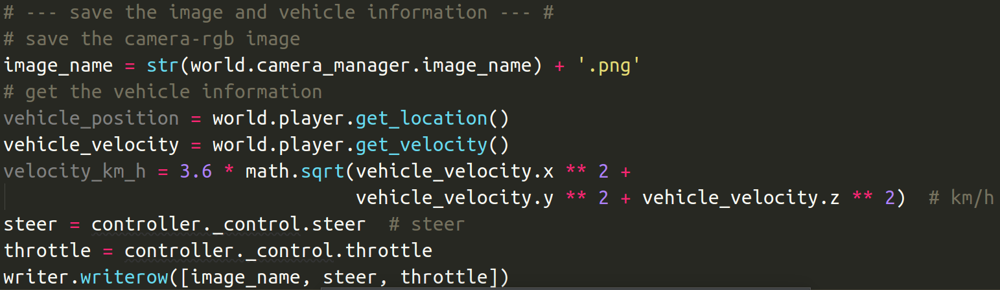 # --- save the image and vehicle information --- #
# save the camera-rgb image
image_name = str(world.camera_manager.image_name) + '.png'
# get the vehicle information
vehicle_position = world.player.get_location()
vehicle_velocity = world.player.get_velocity()
velocity_km_h = 3.6 * math.sqrt(vehicle_velocity.x ** 2 +
                                vehicle_velocity.y ** 2 + vehicle_velocity.z ** 2)  # km/h
steer = controller._control.steer  # steer
throttle = controller._control.throttle
writer.writerow([image_name, steer, throttle])